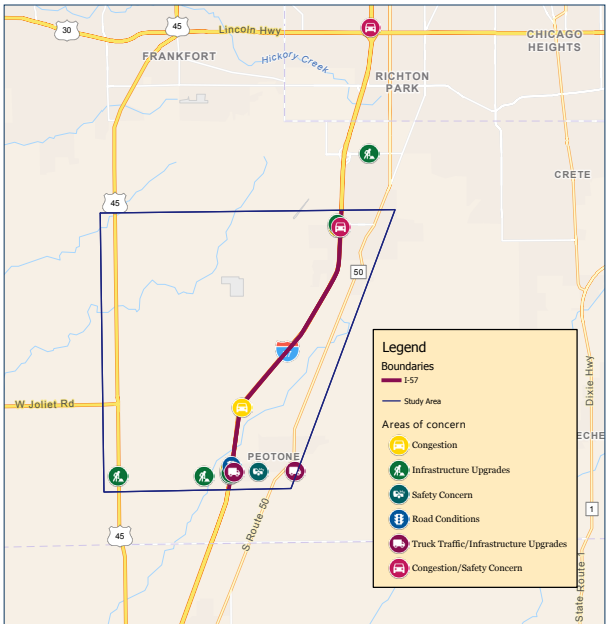 30
45
Lincoln Hwy
CHICAGO
HEIGHTS
FRANKFORT
Hickory Creek
RICHTON
PARK
CRETE
45
50
Legend
Boundaries
I-57
Study Area
Areas of concern
Congestion
Infrastructure Upgrades
Safety Concern
Road Conditions
Truck Traffic/Infrastructure Upgrades
Congestion/Safety Concern
W Joliet Rd
Dixie Hwy
ECHE
PEOTONE
S Route 50
45
1
State Route 1